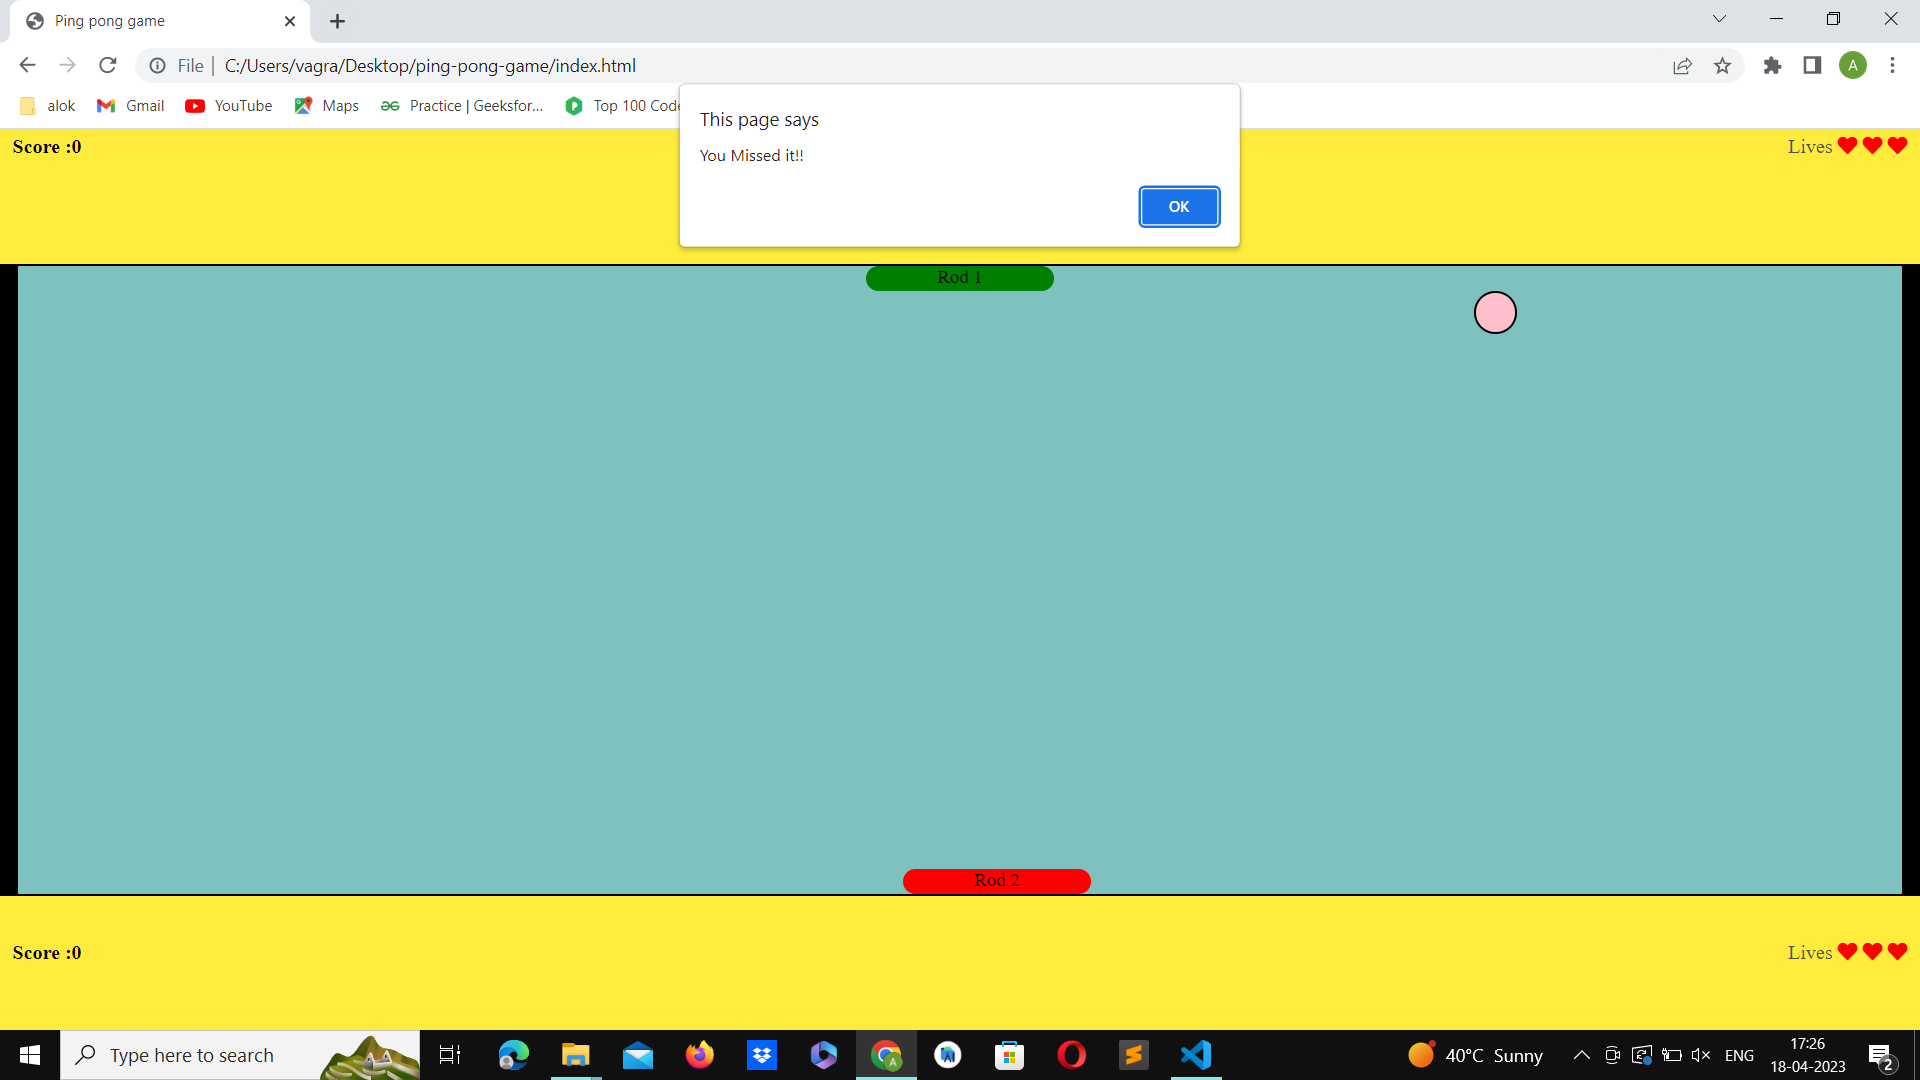 Ping pong game
File | C:/Users/vagra/Desktop/ping-pong-game/index.html
A
alok Gmail YouTube Maps Practice | Geeksfor... Top 100 Code
This page says
You Missed it!!
OK
Score :0 Lives
Rod 1
Rod 2
Score :0 Lives
Type here to search
A
40°C Sunny
ENG
17:26
18-04-2023
2